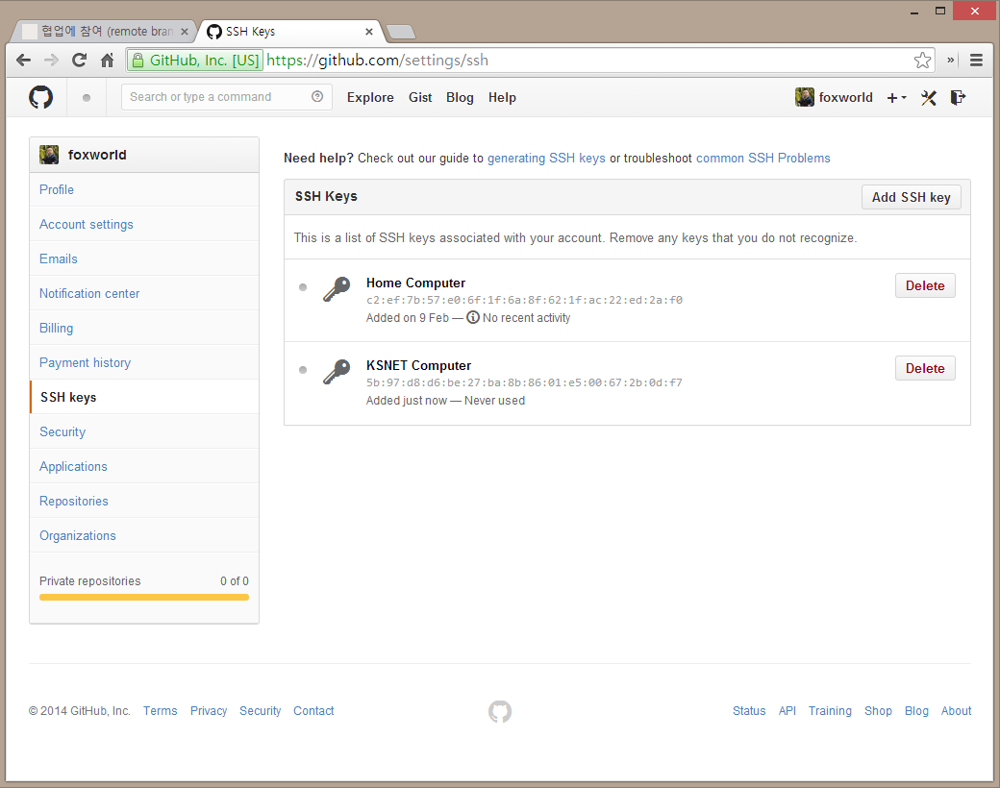 협업에 참여 (remote bran
SSH Keys
GitHub, Inc. [US] https://github.com/settings/ssh
Search or type a command
Explore Gist Blog Help
foxworld
foxworld
Profile
Account settings
Emails
Notification center
Billing
Payment history
SSH keys
Security
Applications
Repositories
Organizations
Private repositories 0 of 0
Need help? Check out our guide to generating SSH keys or troubleshoot common SSH Problems
SSH Keys
Add SSH key
This is a list of SSH keys associated with your account. Remove any keys that you do not recognize.
Home Computer
c2:ef:7b:57:e0:6f:1f:6a:8f:62:1f:ac:22:ed:2a:f0
Added on 9 Feb — No recent activity
Delete
KSNET Computer
5b:97:d8:d6:be:27:ba:8b:86:01:e5:00:67:2b:0d:f7
Added just now — Never used
Delete
© 2014 GitHub, Inc. Terms Privacy Security Contact
Status API Training Shop Blog About